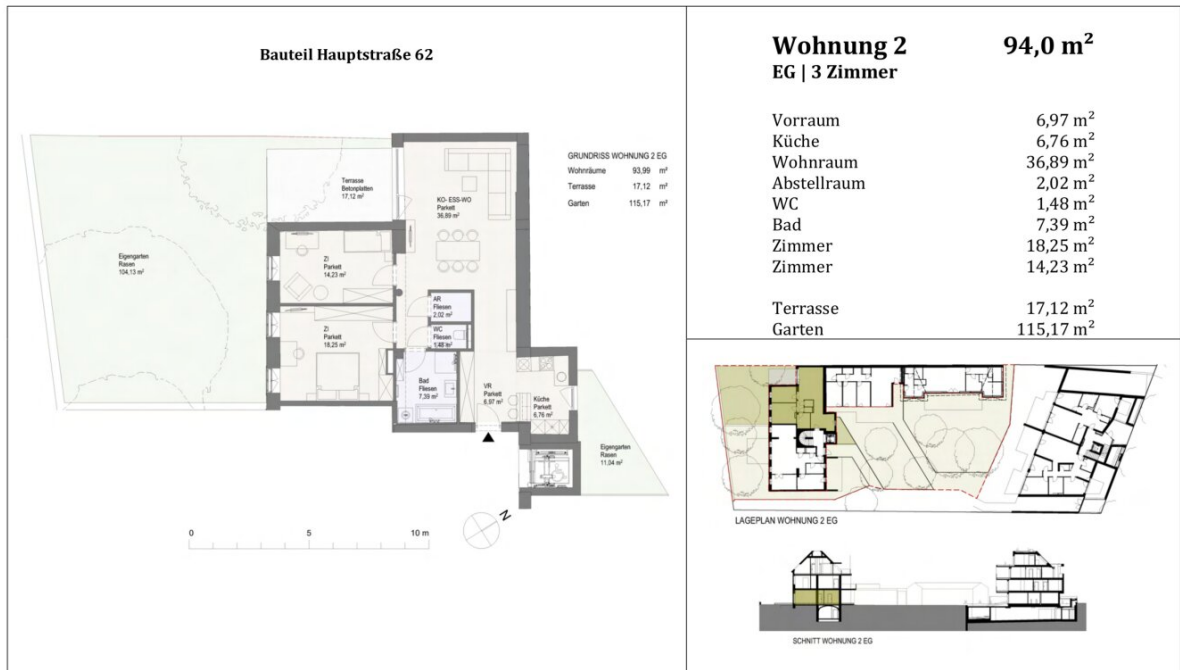 Bauteil Hauptstraße 62
GRUNDRISS WOHNUNG 2 EG
Wohnräume 93,99 m²
Terrasse 17,12 m²
Garten 115,17 m²
Terrasse
Betonplatten
17,12 m²
KO- ESS-WO
Parkett
36,89 m²
Eigengarten
Rasen
104,13 m²
ZI
Parkett
14,23 m²
AR
Fliesen
2,02 m²
ZI
Parkett
18,25 m²
WC
Fliesen
1,48 m²
Bad
Fliesen
7,39 m²
VR
Parkett
6,97 m²
Küche
Parkett
6,76 m²
Eigengarten
Rasen
11,04 m²
N
0 5 10 m
Wohnung 2 94,0 m²
EG | 3 Zimmer
Vorraum 6,97 m²
Küche 6,76 m²
Wohnraum 36,89 m²
Abstellraum 2,02 m²
WC 1,48 m²
Bad 7,39 m²
Zimmer 18,25 m²
Zimmer 14,23 m²
Terrasse 17,12 m²
Garten 115,17 m²
LAGEPLAN WOHNUNG 2 EG
SCHNITT WOHNUNG 2 EG